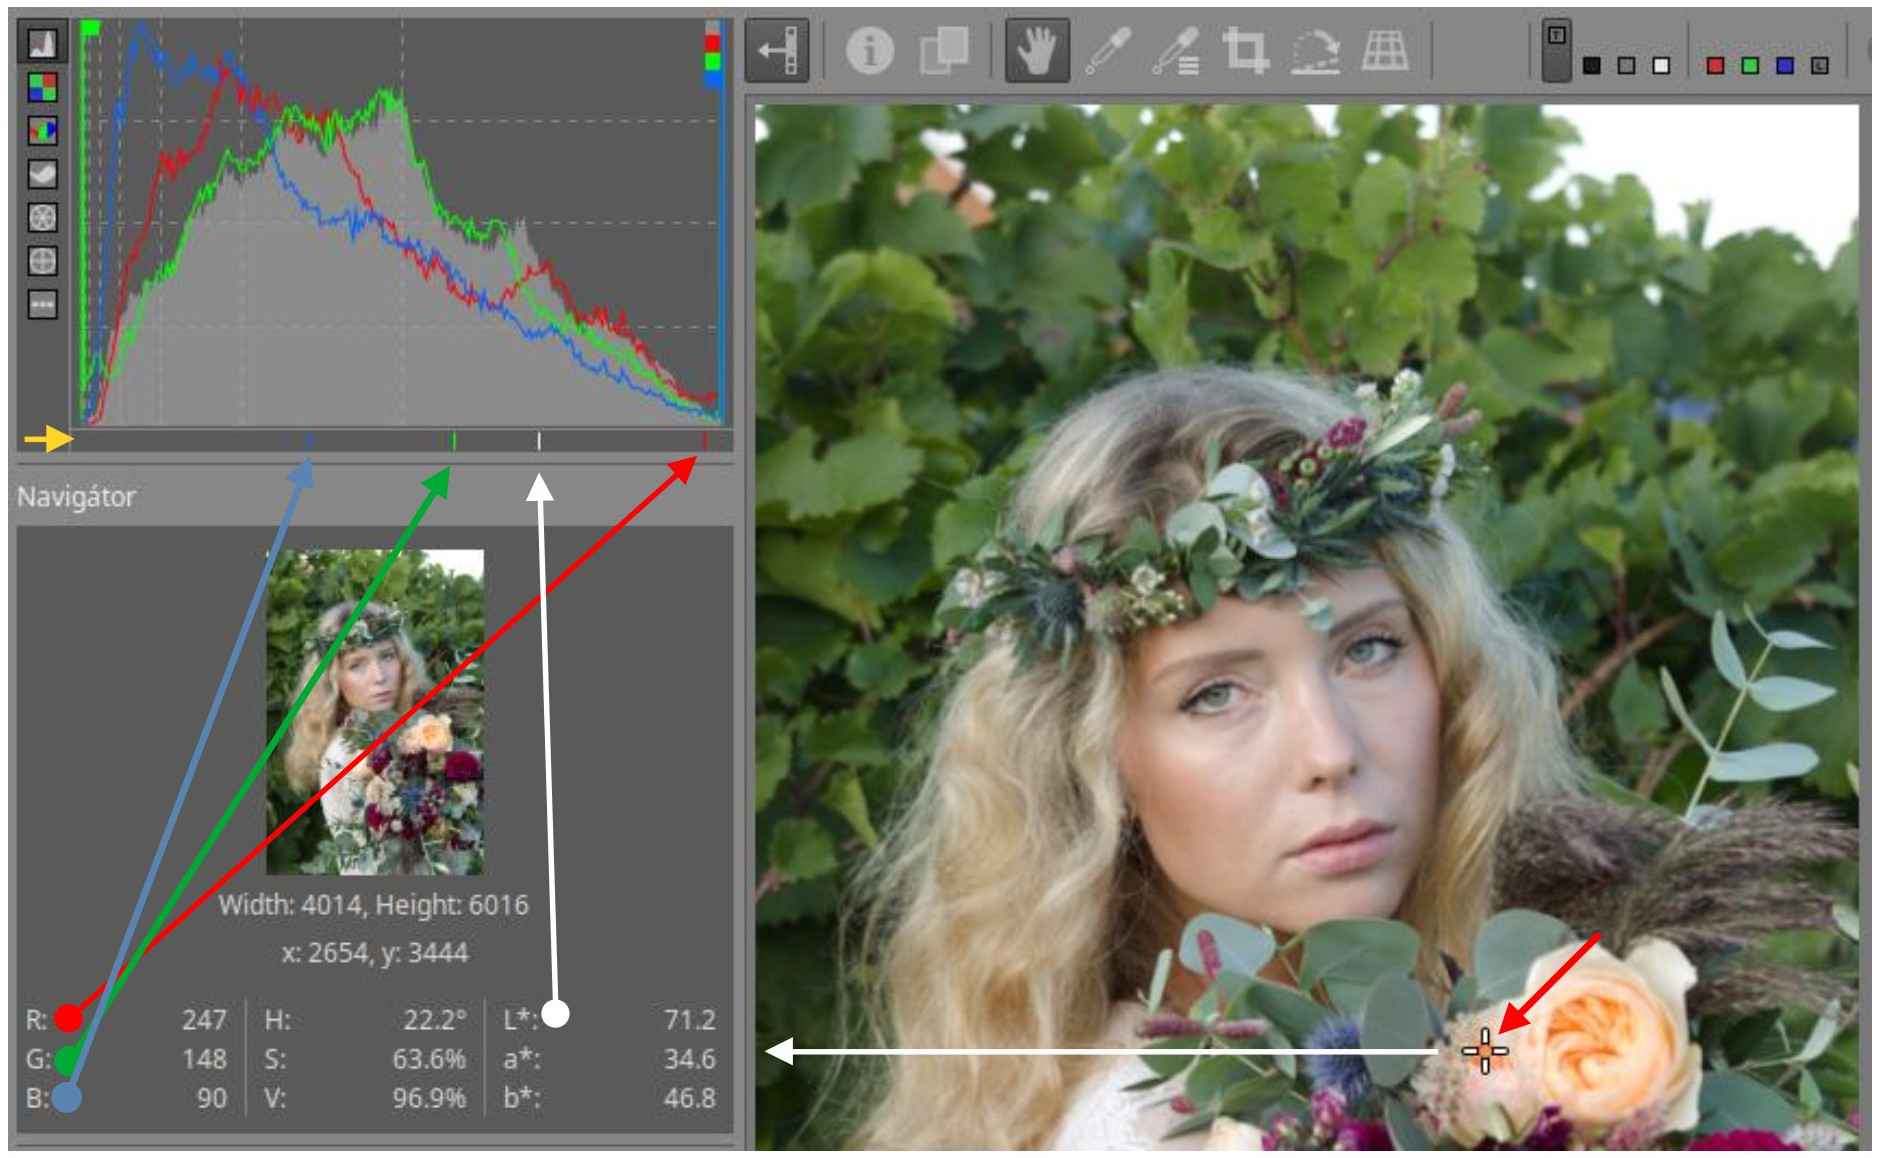 T
L
Navigátor
Width: 4014, Height: 6016
x: 2654, y: 3444
R: 247 H: 22.2° L*: 71.2
G: 148 S: 63.6% a*: 34.6
B: 90 V: 96.9% b*: 46.8